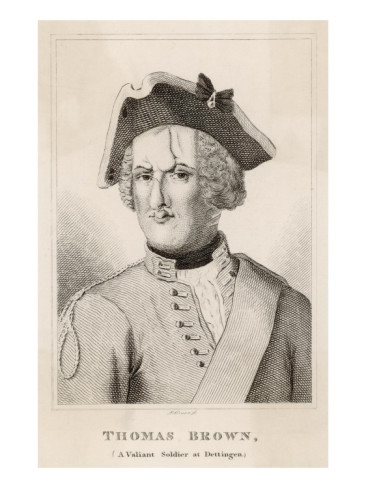 THOMAS BROWN,
( A Valiant Soldier at Dettingen.)